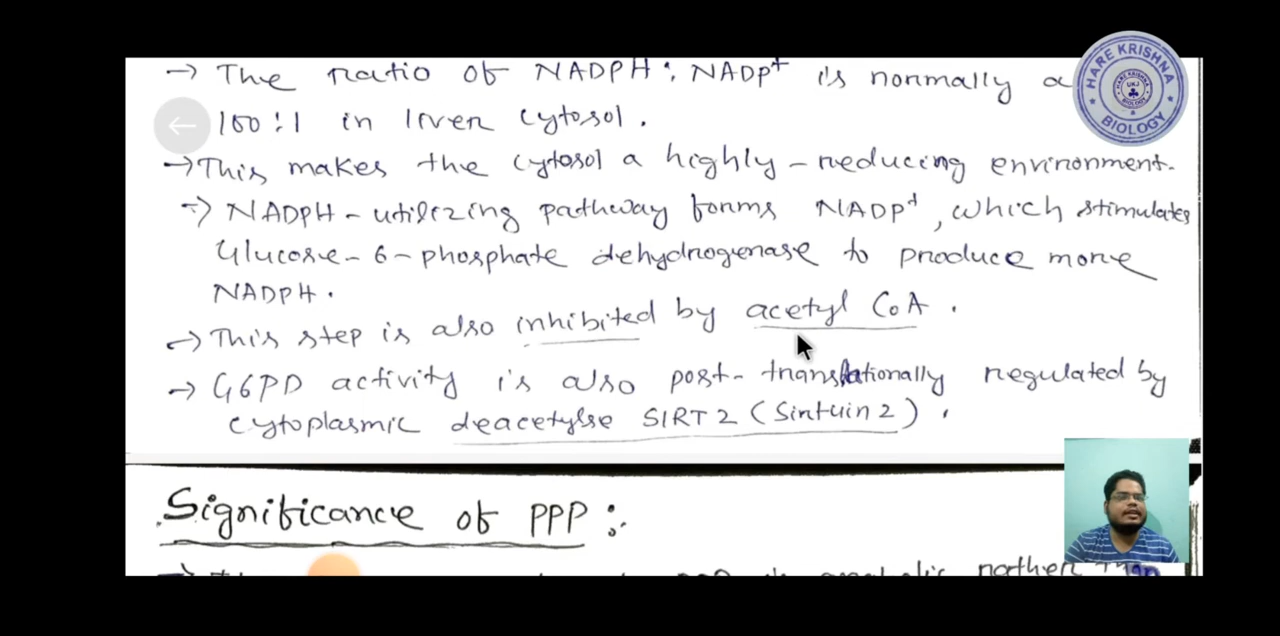 → The ratio of NADPH : NADP+ is normally a
100:1 in liver cytosol.
→ This makes the cytosol a highly-reducing environment.
→ NADPH-utilizing pathway forms NADP+, which stimulates
Glucose-6-phosphate dehydrogenase to produce more
NADPH.
→ This step is also inhibited by acetyl CoA.
→ G6PD activity is also post-translationally regulated by
cytoplasmic deacetylse SIRT2 (Sirtuin 2).
Significance of PPP :
HARE KRISHNA
UKJ
BIOLOGY